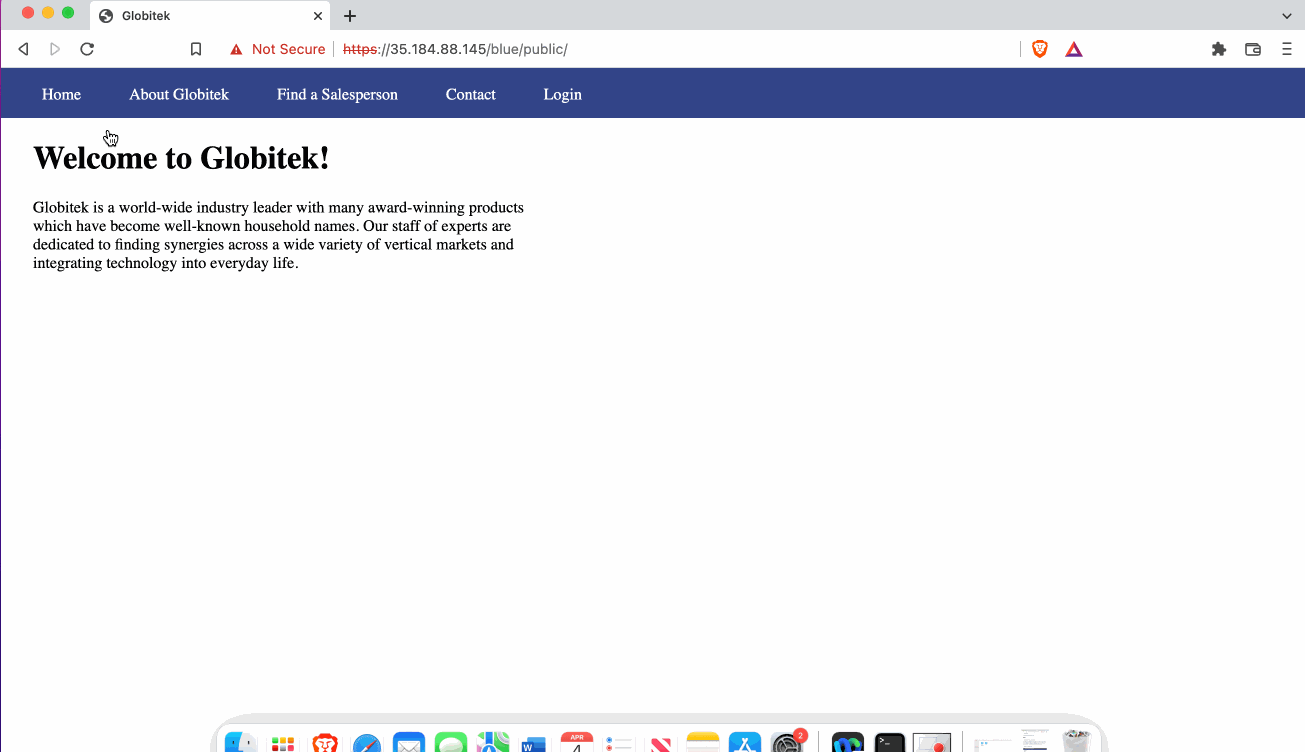 Globitek
Not Secure https://35.184.88.145/blue/public/
Home About Globitek Find a Salesperson Contact Login
Welcome to Globitek!
Globitek is a world-wide industry leader with many award-winning products
which have become well-known household names. Our staff of experts are
dedicated to finding synergies across a wide variety of vertical markets and
integrating technology into everyday life.
W
APR
4
2